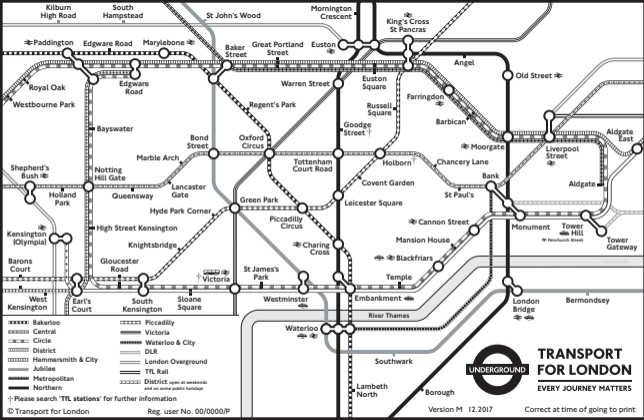 Kilburn
High Road
South
Hampstead
St John's Wood
Mornington
Crescent
King's Cross
St Pancras
Paddington
Edgware Road
Marylebone
Baker
Street
Great Portland
Street
Euston
Angel
Old Street
Royal Oak
Westbourne Park
Edgware
Road
Warren Street
Euston
Square
Farringdon
Russell
Square
Regent's Park
Barbican
Bayswater
Goodge
Street †
Bond
Street
Oxford
Circus
Moorgate
Liverpool
Street
Aldgate
East
Marble Arch
Tottenham
Court Road
Holborn
Chancery Lane
Shepherd's
Bush
Notting
Hill Gate
Lancaster
Gate
Covent Garden
St Paul's
Bank
Aldgate
Holland
Park
Queensway
Green Park
Leicester Square
Hyde Park Corner
Piccadilly
Circus
Cannon Street
Monument
Tower
Hill
Fenchurch Street
Tower
Gateway
Kensington
(Olympia)
High Street Kensington
Knightsbridge
Charing
Cross
Mansion House
Blackfriars
Barons
Court
Gloucester
Road
† Victoria
St James's
Park
Temple
West
Kensington
Earl's
Court
South
Kensington
Sloane
Square
Westminster
Embankment
London
Bridge
Bermondsey
River Thames
Waterloo
Southwark
Lambeth
North
Borough
Bakerloo
Central
Circle
District
Hammersmith & City
Jubilee
Metropolitan
Northern
Piccadilly
Victoria
Waterloo & City
DLR
London Overground
TfL Rail
District open at weekends
and on some public holidays
† Please search 'TfL stations' for further information
© Transport for London
Reg. user No. 00/0000/P
UNDERGROUND
TRANSPORT
FOR LONDON
EVERY JOURNEY MATTERS
Version M 12.2017
Correct at time of going to print